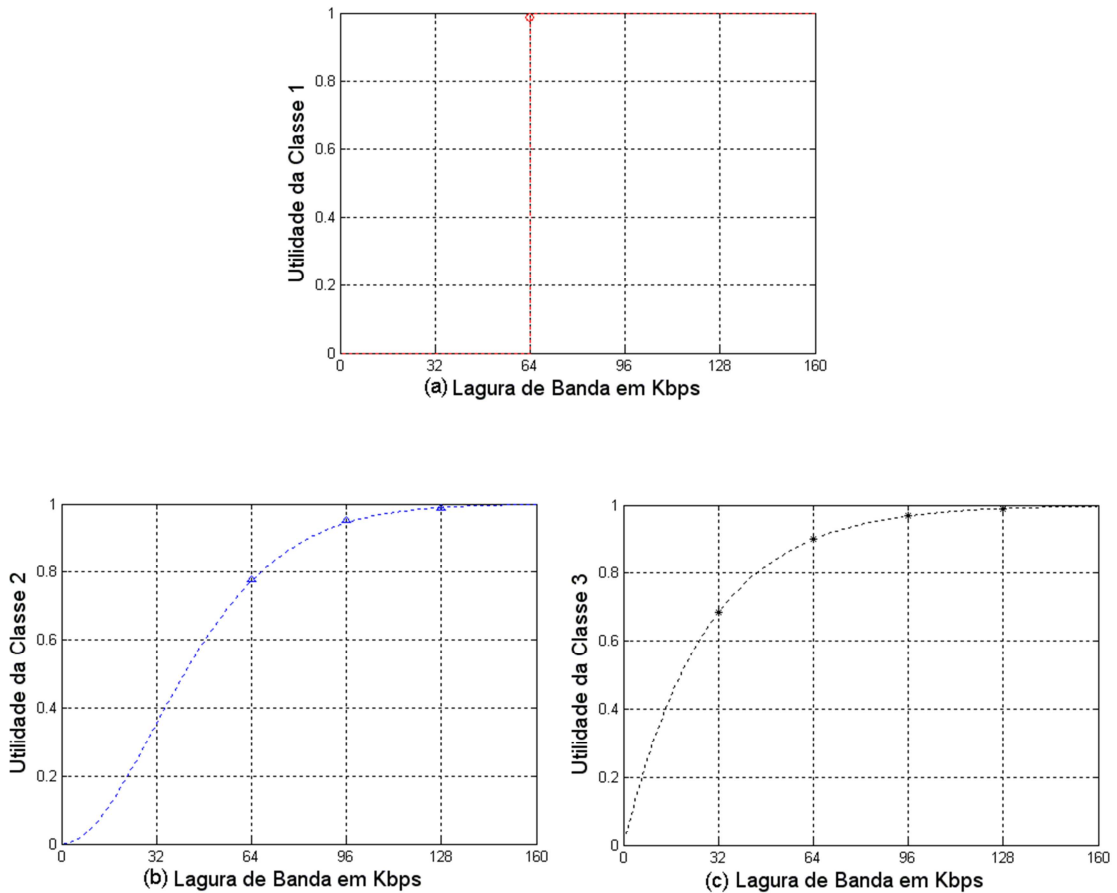 Utilidade da Classe 1
1
0.8
0.6
0.4
0.2
0
0 32 64 96 128 160
(a) Lagura de Banda em Kbps
Utilidade da Classe 2
1
0.8
0.6
0.4
0.2
0
0 32 64 96 128 160
(b) Lagura de Banda em Kbps
Utilidade da Classe 3
1
0.8
0.6
0.4
0.2
0
0 32 64 96 128 160
(c) Lagura de Banda em Kbps